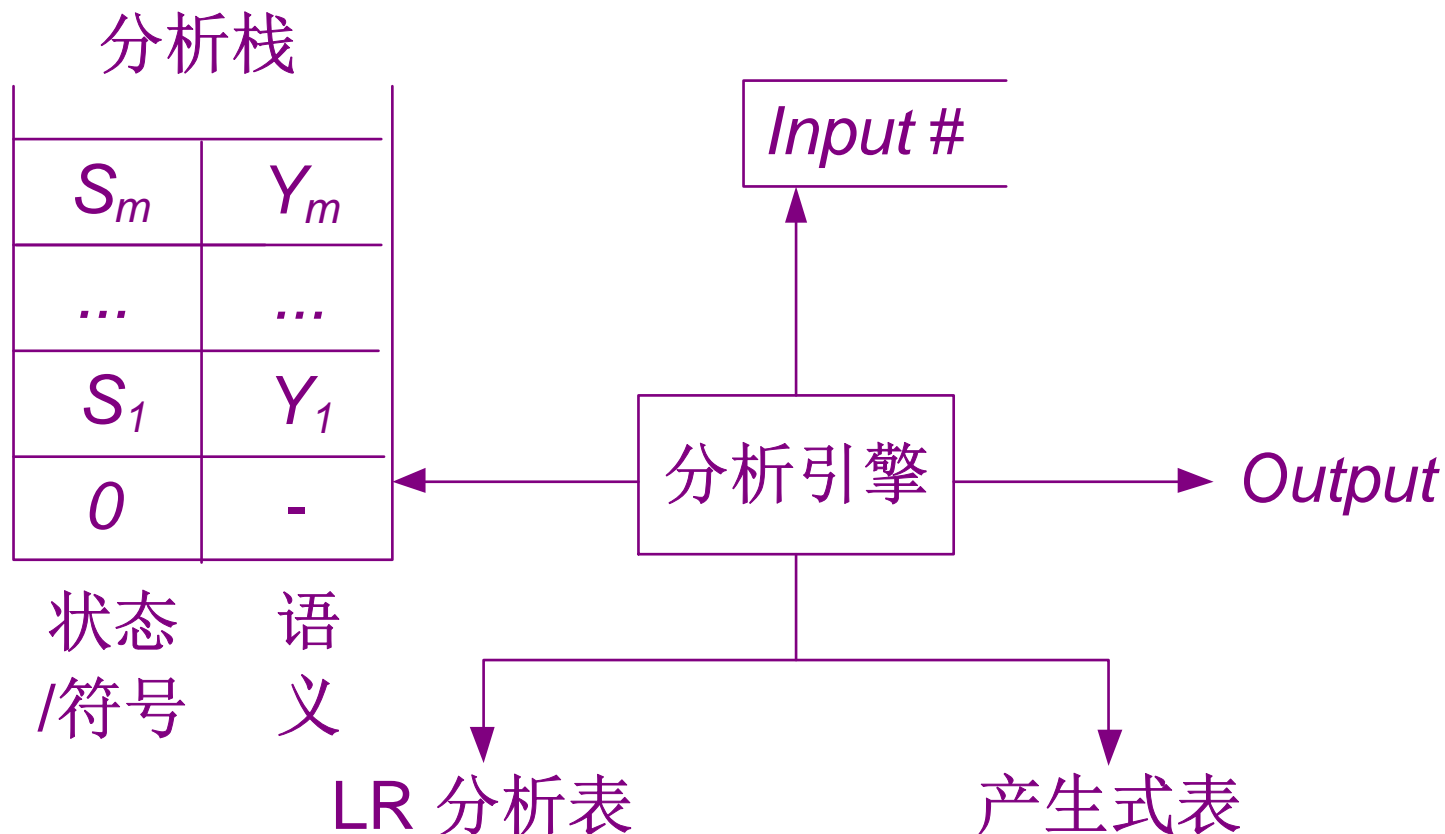 分析栈
Input #
Sm Ym
... ...
S1 Y1
0 -
分析引擎
Output
状态 语
/符号 义
LR 分析表
产生式表